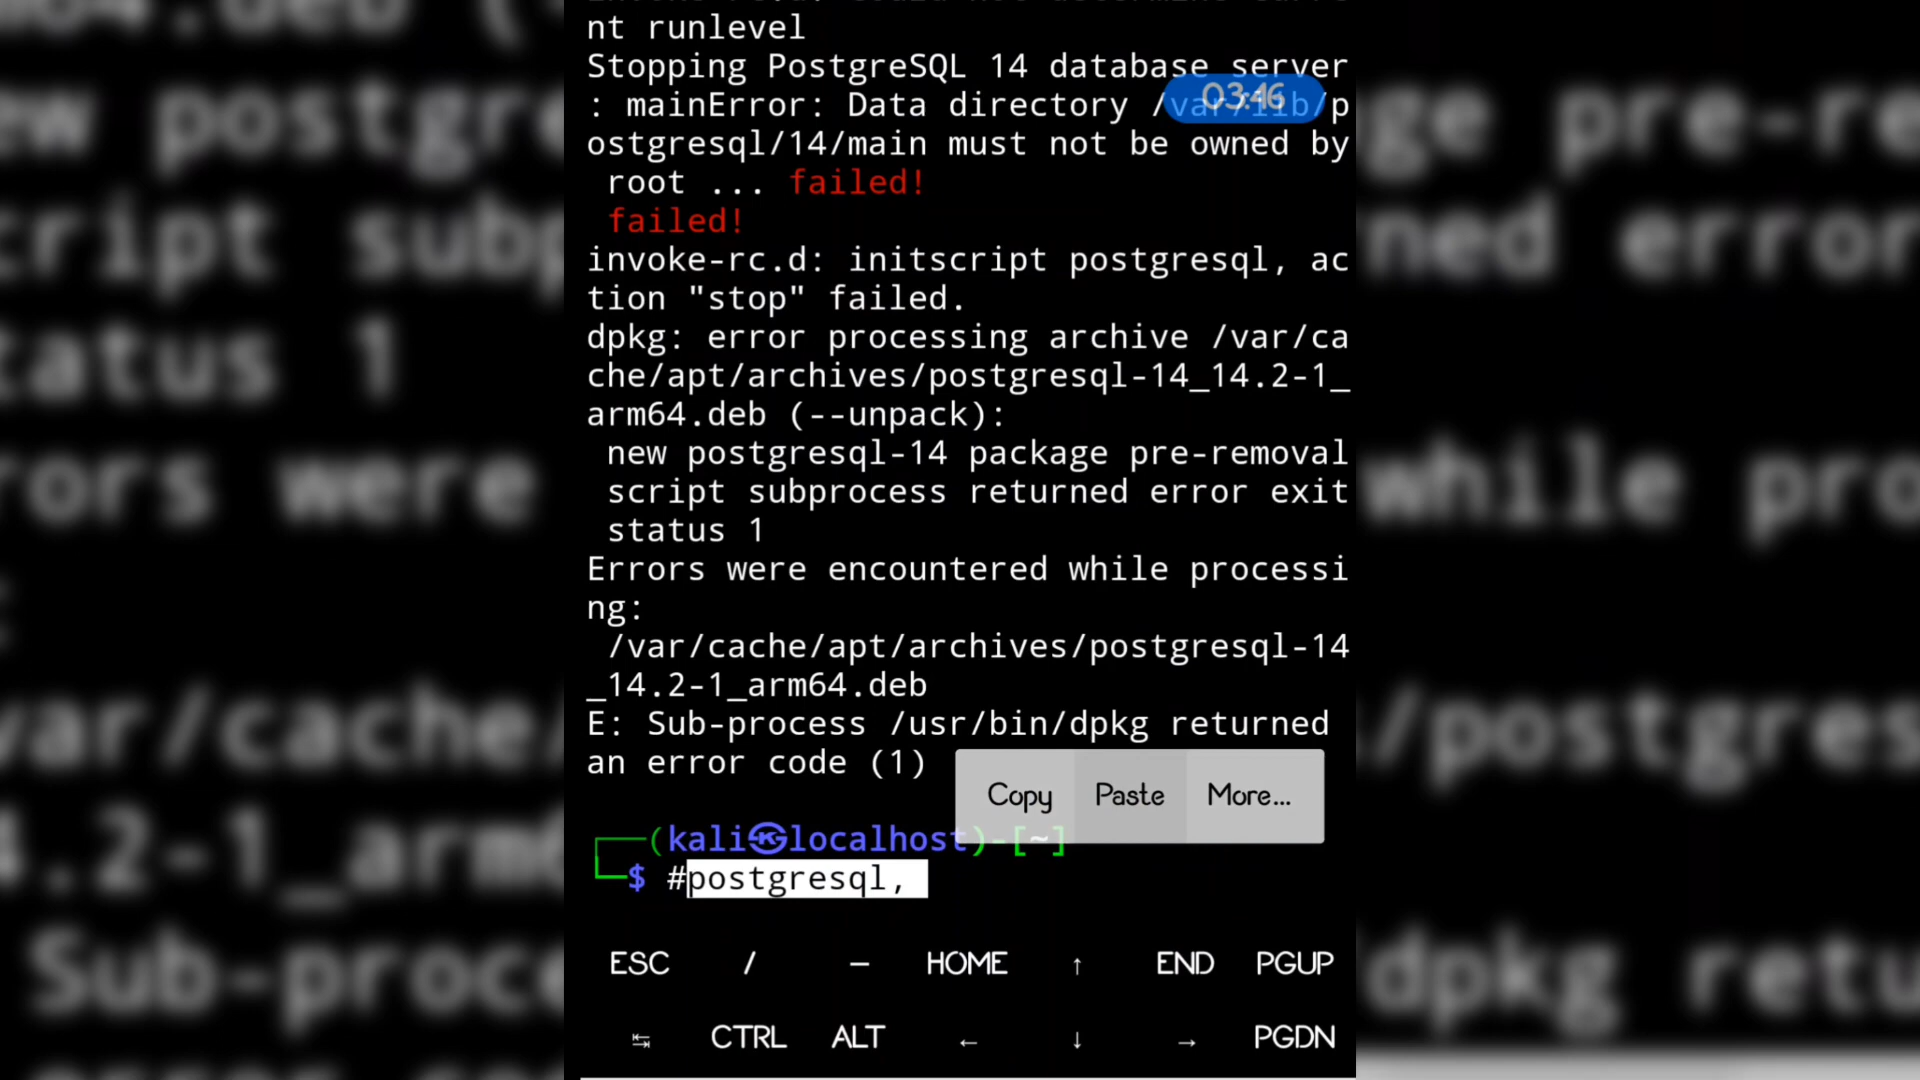 nt runlevel
Stopping PostgreSQL 14 database server
: mainError: Data directory /var/lib/p
03:46
ostgresql/14/main must not be owned by
root ... failed!
failed!
invoke-rc.d: initscript postgresql, ac
tion "stop" failed.
dpkg: error processing archive /var/ca
che/apt/archives/postgresql-14_14.2-1_
arm64.deb (--unpack):
new postgresql-14 package pre-removal
script subprocess returned error exit
status 1
Errors were encountered while processi
ng:
/var/cache/apt/archives/postgresql-14
_14.2-1_arm64.deb
E: Sub-process /usr/bin/dpkg returned
an error code (1)
Copy Paste More...
(kali㉿localhost)-[~]
$ #postgresql,
ESC / — HOME ↑ END PGUP
↹ CTRL ALT ← ↓ → PGDN